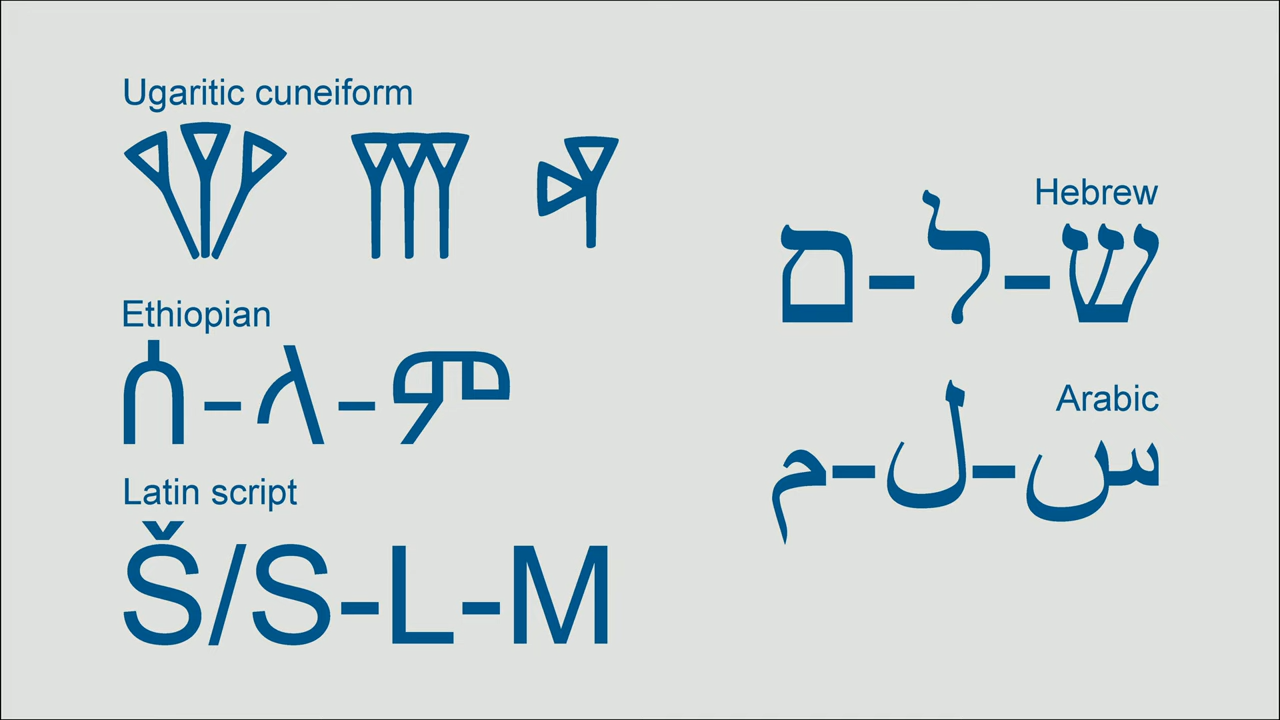 Ugaritic cuneiform
𐎌 𐎍 𐎎
Ethiopian
ሰ-ላ-ም
Latin script
Š/S-L-M
Hebrew
ש-ל-ם
Arabic
س-ل-م